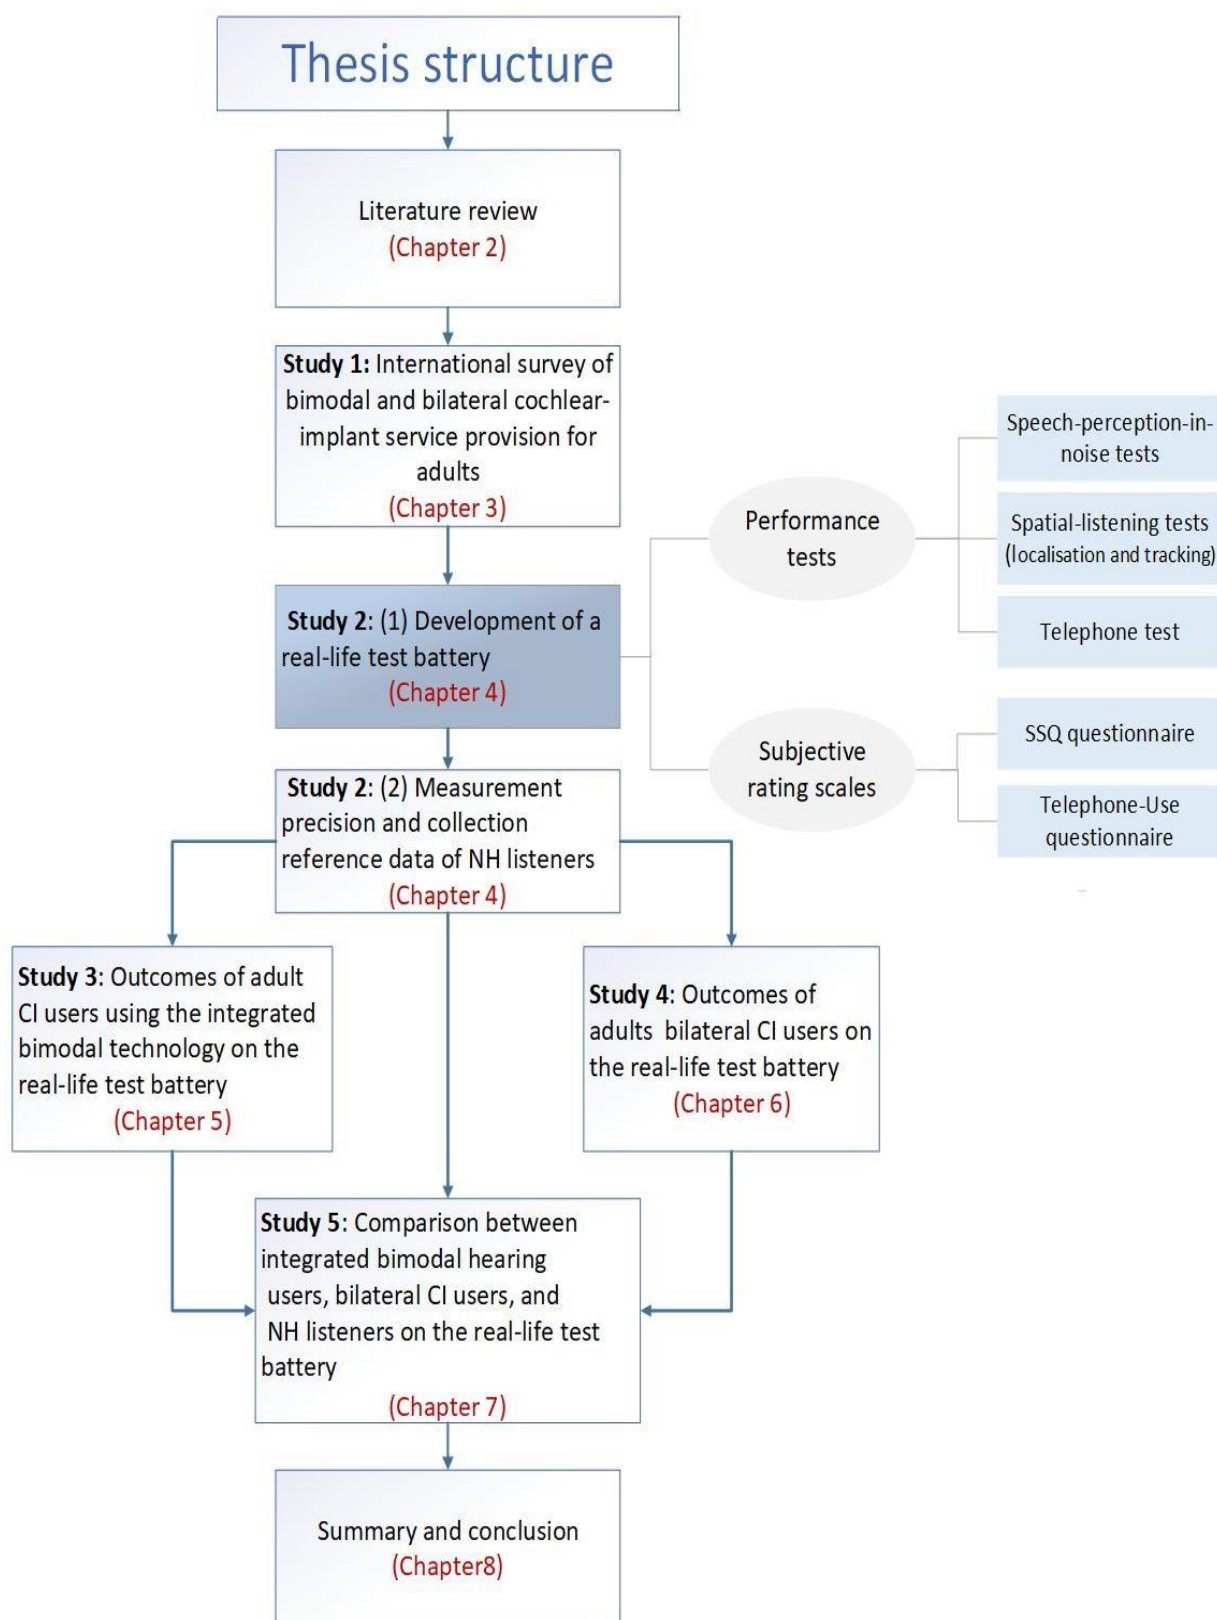 Thesis structure
Literature review
(Chapter 2)
Study 1: International survey of
bimodal and bilateral cochlear-
implant service provision for
adults
(Chapter 3)
Study 2: (1) Development of a
real-life test battery
(Chapter 4)
Performance
tests
Speech-perception-in-
noise tests
Spatial-listening tests
(localisation and tracking)
Telephone test
Subjective
rating scales
SSQ questionnaire
Telephone-Use
questionnaire
Study 2: (2) Measurement
precision and collection
reference data of NH listeners
(Chapter 4)
Study 3: Outcomes of adult
CI users using the integrated
bimodal technology on the
real-life test battery
(Chapter 5)
Study 4: Outcomes of
adults bilateral CI users on
the real-life test battery
(Chapter 6)
Study 5: Comparison between
integrated bimodal hearing
users, bilateral CI users, and
NH listeners on the real-life test
battery
(Chapter 7)
Summary and conclusion
(Chapter8)